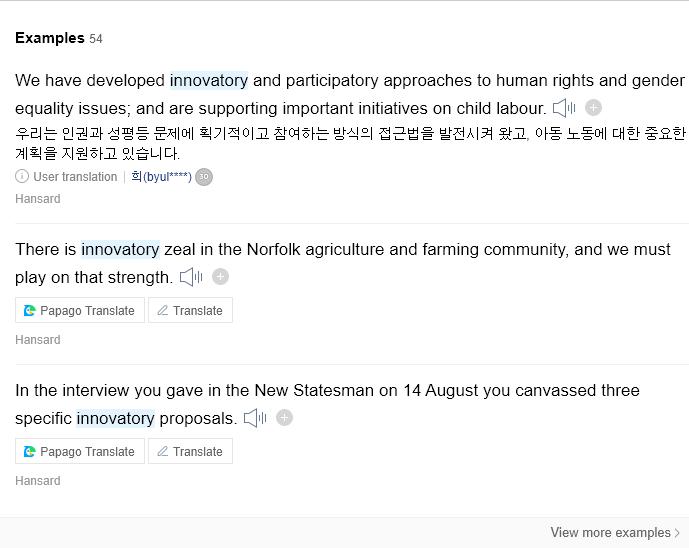 Examples 54
We have developed innovatory and participatory approaches to human rights and gender
equality issues; and are supporting important initiatives on child labour.
우리는 인권과 성평등 문제에 획기적이고 참여하는 방식의 접근법을 발전시켜 왔고, 아동 노동에 대한 중요한
계획을 지원하고 있습니다.
User translation | 희(byul****) 30
Hansard
There is innovatory zeal in the Norfolk agriculture and farming community, and we must
play on that strength.
Papago Translate Translate
Hansard
In the interview you gave in the New Statesman on 14 August you canvassed three
specific innovatory proposals.
Papago Translate Translate
Hansard
View more examples